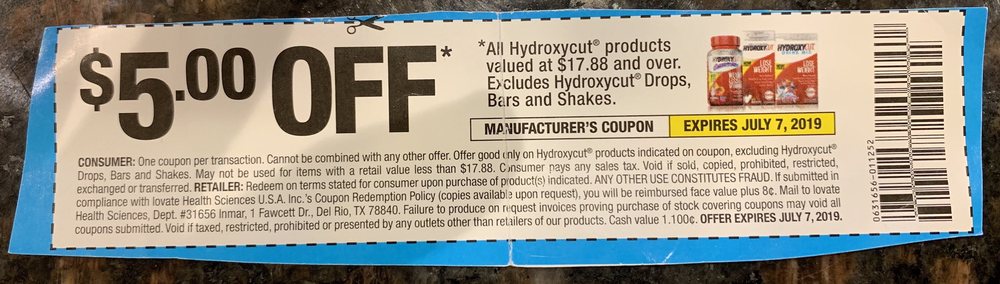 $5.00 OFF*
*All Hydroxycut® products
valued at $17.88 and over.
Excludes Hydroxycut® Drops,
Bars and Shakes.
HYDROXYCUT
HYDROXYCUT
LOSE
WEIGHT
LOSE
WEIGHT
MANUFACTURER'S COUPON
EXPIRES JULY 7, 2019
CONSUMER: One coupon per transaction. Cannot be combined with any other offer. Offer good only on Hydroxycut® products indicated on coupon, excluding Hydroxycut®
Drops, Bars and Shakes. May not be used for items with a retail value less than $17.88. Consumer pays any sales tax. Void if sold, copied, prohibited, restricted,
exchanged or transferred. RETAILER: Redeem on terms stated for consumer upon purchase of product(s) indicated. ANY OTHER USE CONSTITUTES FRAUD. If submitted in
compliance with Iovate Health Sciences U.S.A. Inc.'s Coupon Redemption Policy (copies available upon request), you will be reimbursed face value plus 8¢. Mail to Iovate
Health Sciences, Dept. #31656 Inmar, 1 Fawcett Dr., Del Rio, TX 78840. Failure to produce on request invoices proving purchase of stock covering coupons may void all
coupons submitted. Void if taxed, restricted, prohibited or presented by any outlets other than retailers of our products. Cash value 1.100¢. OFFER EXPIRES JULY 7, 2019.
0631656-011252